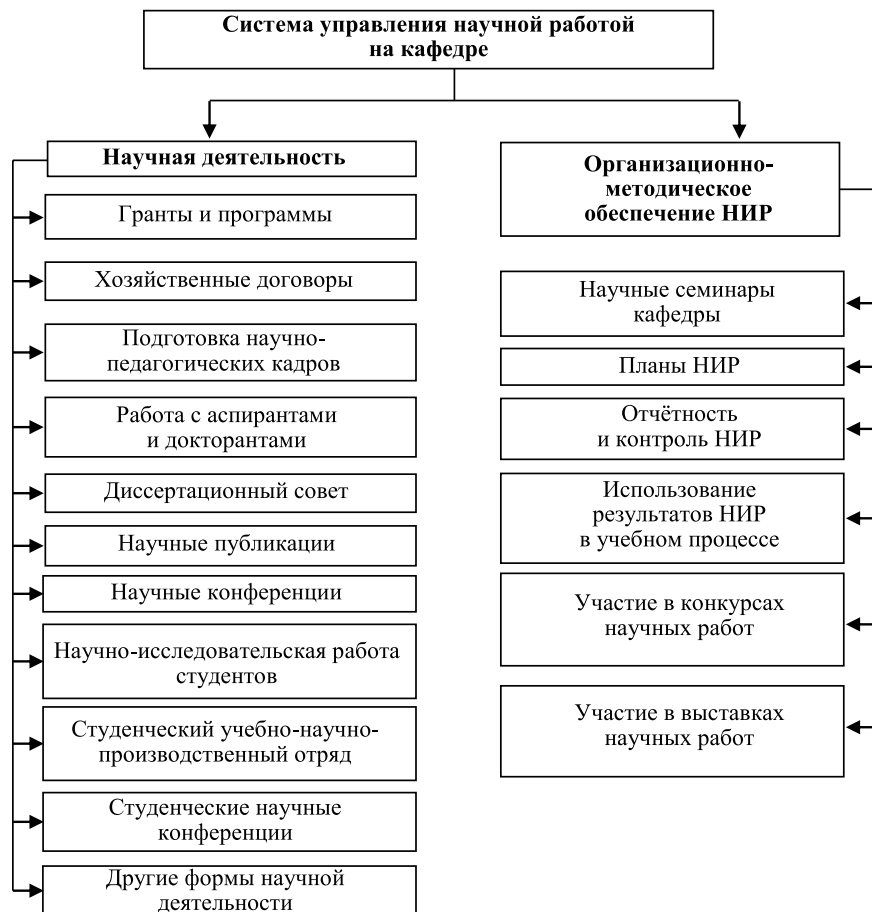 Система управления научной работой
на кафедре
Научная деятельность
Гранты и программы
Хозяйственные договоры
Подготовка научно-
педагогических кадров
Работа с аспирантами
и докторантами
Диссертационный совет
Научные публикации
Научные конференции
Научно-исследовательская работа
студентов
Студенческий учебно-научно-
производственный отряд
Студенческие научные
конференции
Другие формы научной
деятельности
Организационно-
методическое
обеспечение НИР
Научные семинары
кафедры
Планы НИР
Отчётность
и контроль НИР
Использование
результатов НИР
в учебном процессе
Участие в конкурсах
научных работ
Участие в выставках
научных работ